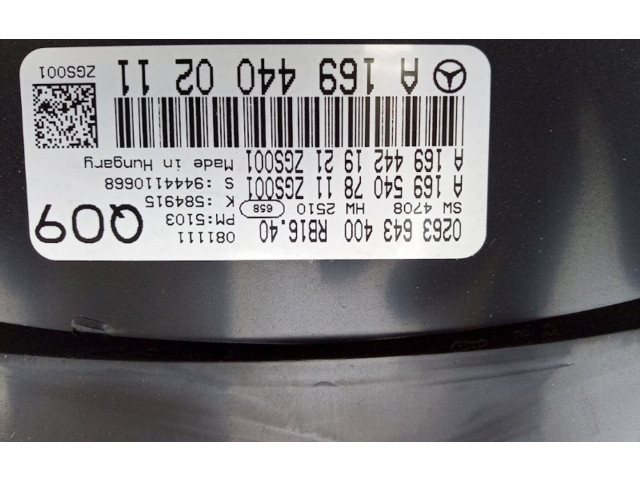 0263 643 400 RB16.40 081111
SW 4708 HW 2510 658 PM:5103 Q09
A 169 540 78 11 ZGS001 K :584915
A 169 442 19 21 ZGS001 S :9444110668
Made in Hungary
A 169 440 02 11
ZGS001